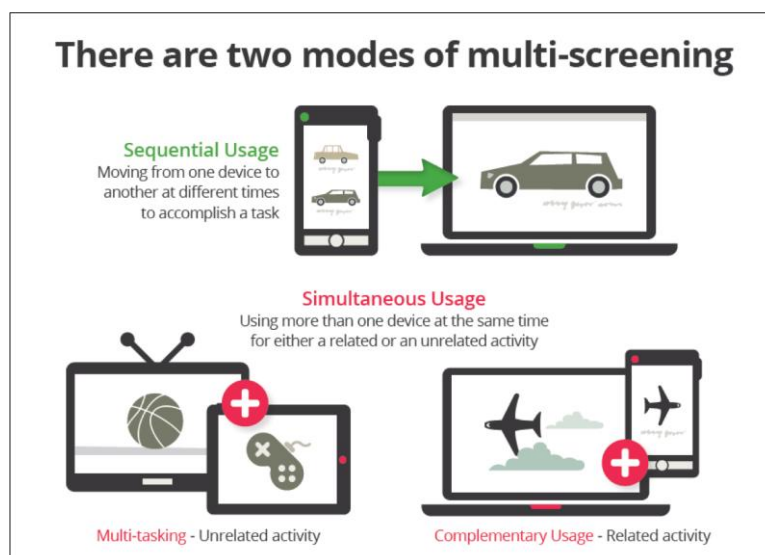 There are two modes of multi-screening
Sequential Usage
Moving from one device to
another at different times
to accomplish a task
Simultaneous Usage
Using more than one device at the same time
for either a related or an unrelated activity
Multi-tasking - Unrelated activity
Complementary Usage - Related activity